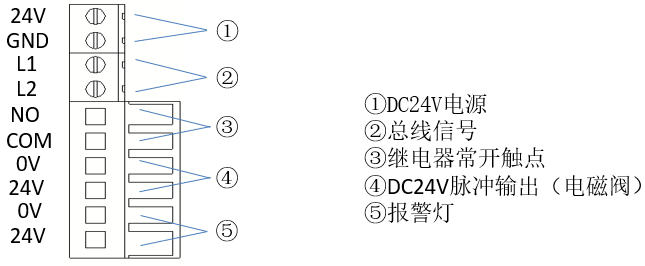 24V
GND
①
L1
②
L2
NO
③
COM
0V
④
24V
0V
⑤
24V
①DC24V电源
②总线信号
③继电器常开触点
④DC24V脉冲输出（电磁阀）
⑤报警灯